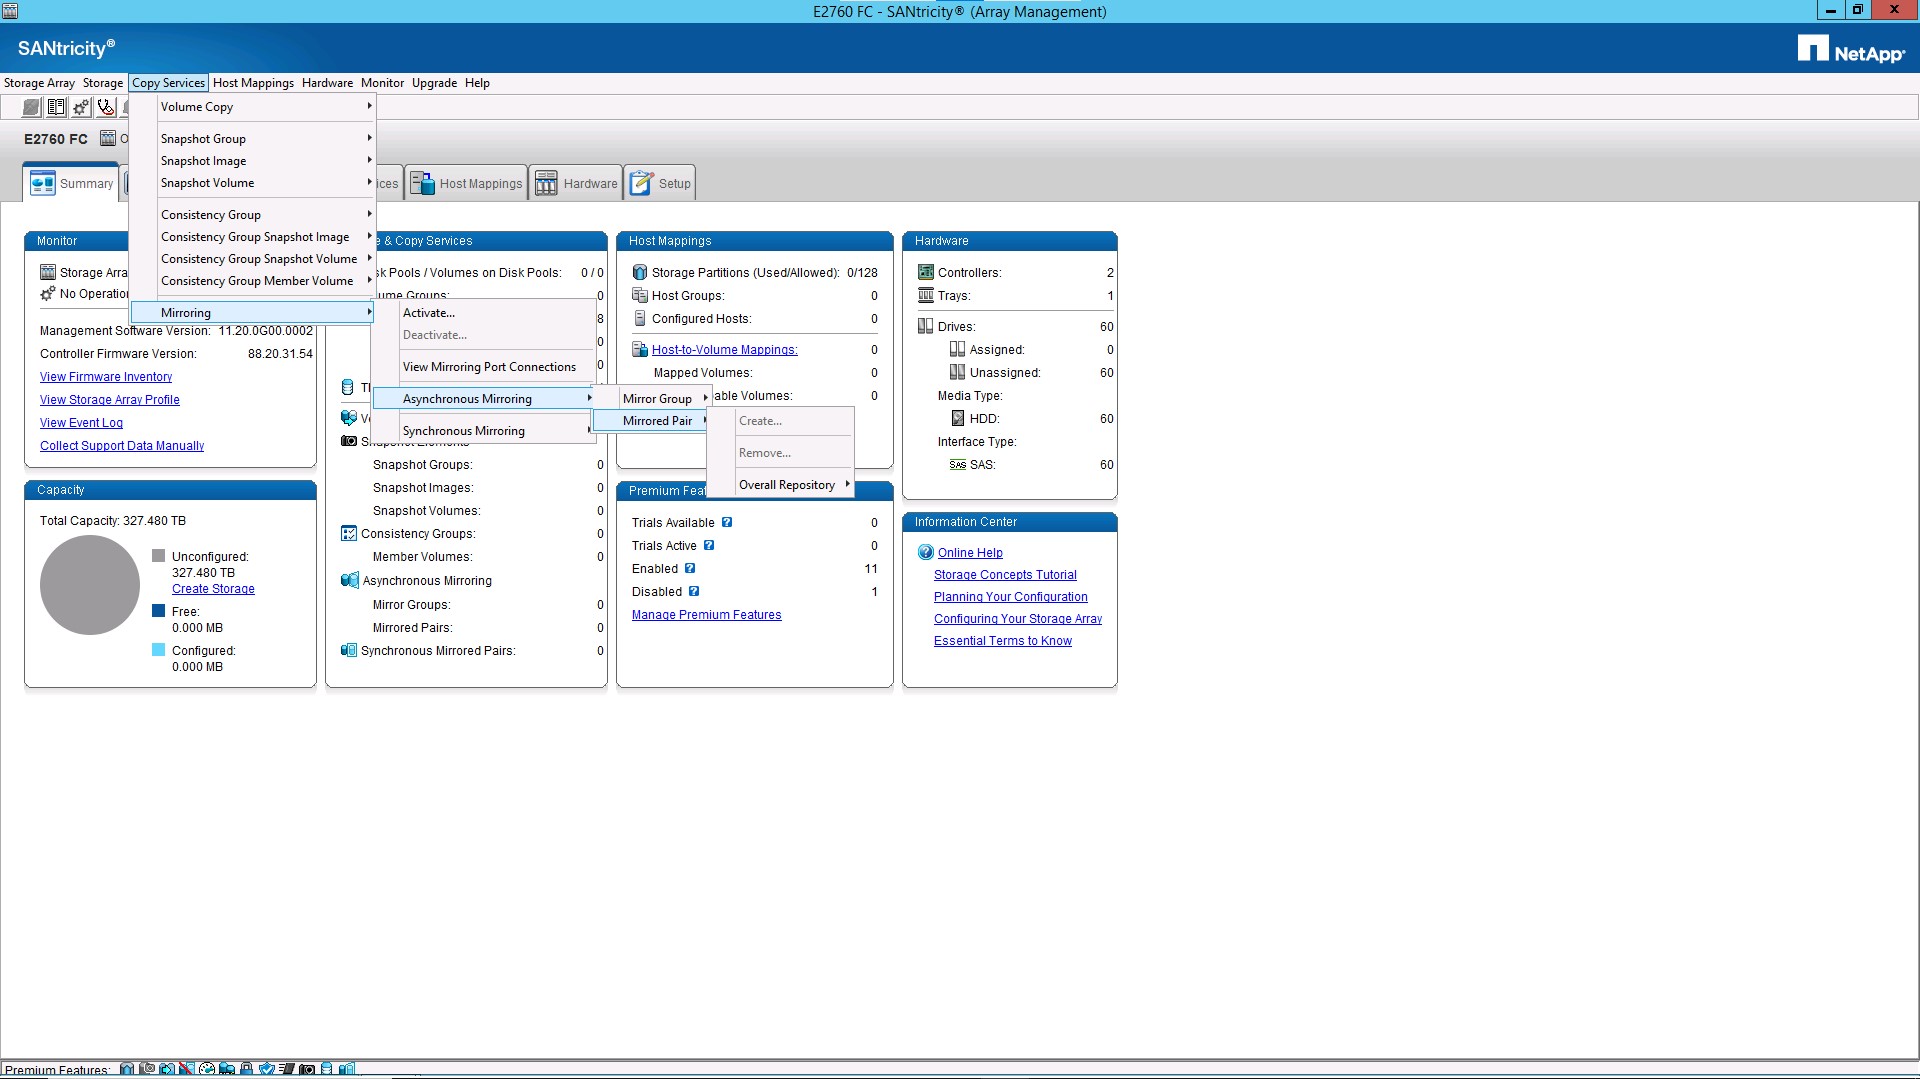 E2760 FC - SANtricity® (Array Management)
SANtricity®
NetApp®
Storage Array Storage Copy Services Host Mappings Hardware Monitor Upgrade Help
E2760 FC
Volume Copy
Snapshot Group
Snapshot Image
Snapshot Volume
Consistency Group
Consistency Group Snapshot Image
Consistency Group Snapshot Volume
Consistency Group Member Volume
Mirroring
Activate...
Deactivate...
View Mirroring Port Connections
Asynchronous Mirroring
Synchronous Mirroring
Mirror Group
Mirrored Pair
Create...
Remove...
Overall Repository
Summary
Host Mappings
Hardware
Setup
Monitor
Storage
No
Management Software Version: 11.20.0G00.0002
Controller Firmware Version: 88.20.31.54
View Firmware Inventory
View Storage Array Profile
View Event Log
Collect Support Data Manually
Capacity
Total Capacity: 327.480 TB
Unconfigured:
327.480 TB
Create Storage
Free:
0.000 MB
Configured:
0.000 MB
& Copy Services
Pools / Volumes on Disk Pools: 0 / 0
Groups: 0
8
0
0
Snapshot Groups: 0
Snapshot Images: 0
Snapshot Volumes: 0
Consistency Groups: 0
Member Volumes: 0
Asynchronous Mirroring
Mirror Groups: 0
Mirrored Pairs: 0
Synchronous Mirrored Pairs: 0
Host Mappings
Storage Partitions (Used/Allowed): 0/128
Host Groups: 0
Configured Hosts: 0
Host-to-Volume Mappings: 0
Mapped Volumes: 0
Volumes: 0
Premium
Trials Available ? 0
Trials Active ? 0
Enabled ? 11
Disabled ? 1
Manage Premium Features
Hardware
Controllers: 2
Trays: 1
Drives: 60
Assigned: 0
Unassigned: 60
Media Type:
HDD: 60
Interface Type:
SAS SAS: 60
Information Center
Online Help
Storage Concepts Tutorial
Planning Your Configuration
Configuring Your Storage Array
Essential Terms to Know
Premium Features: